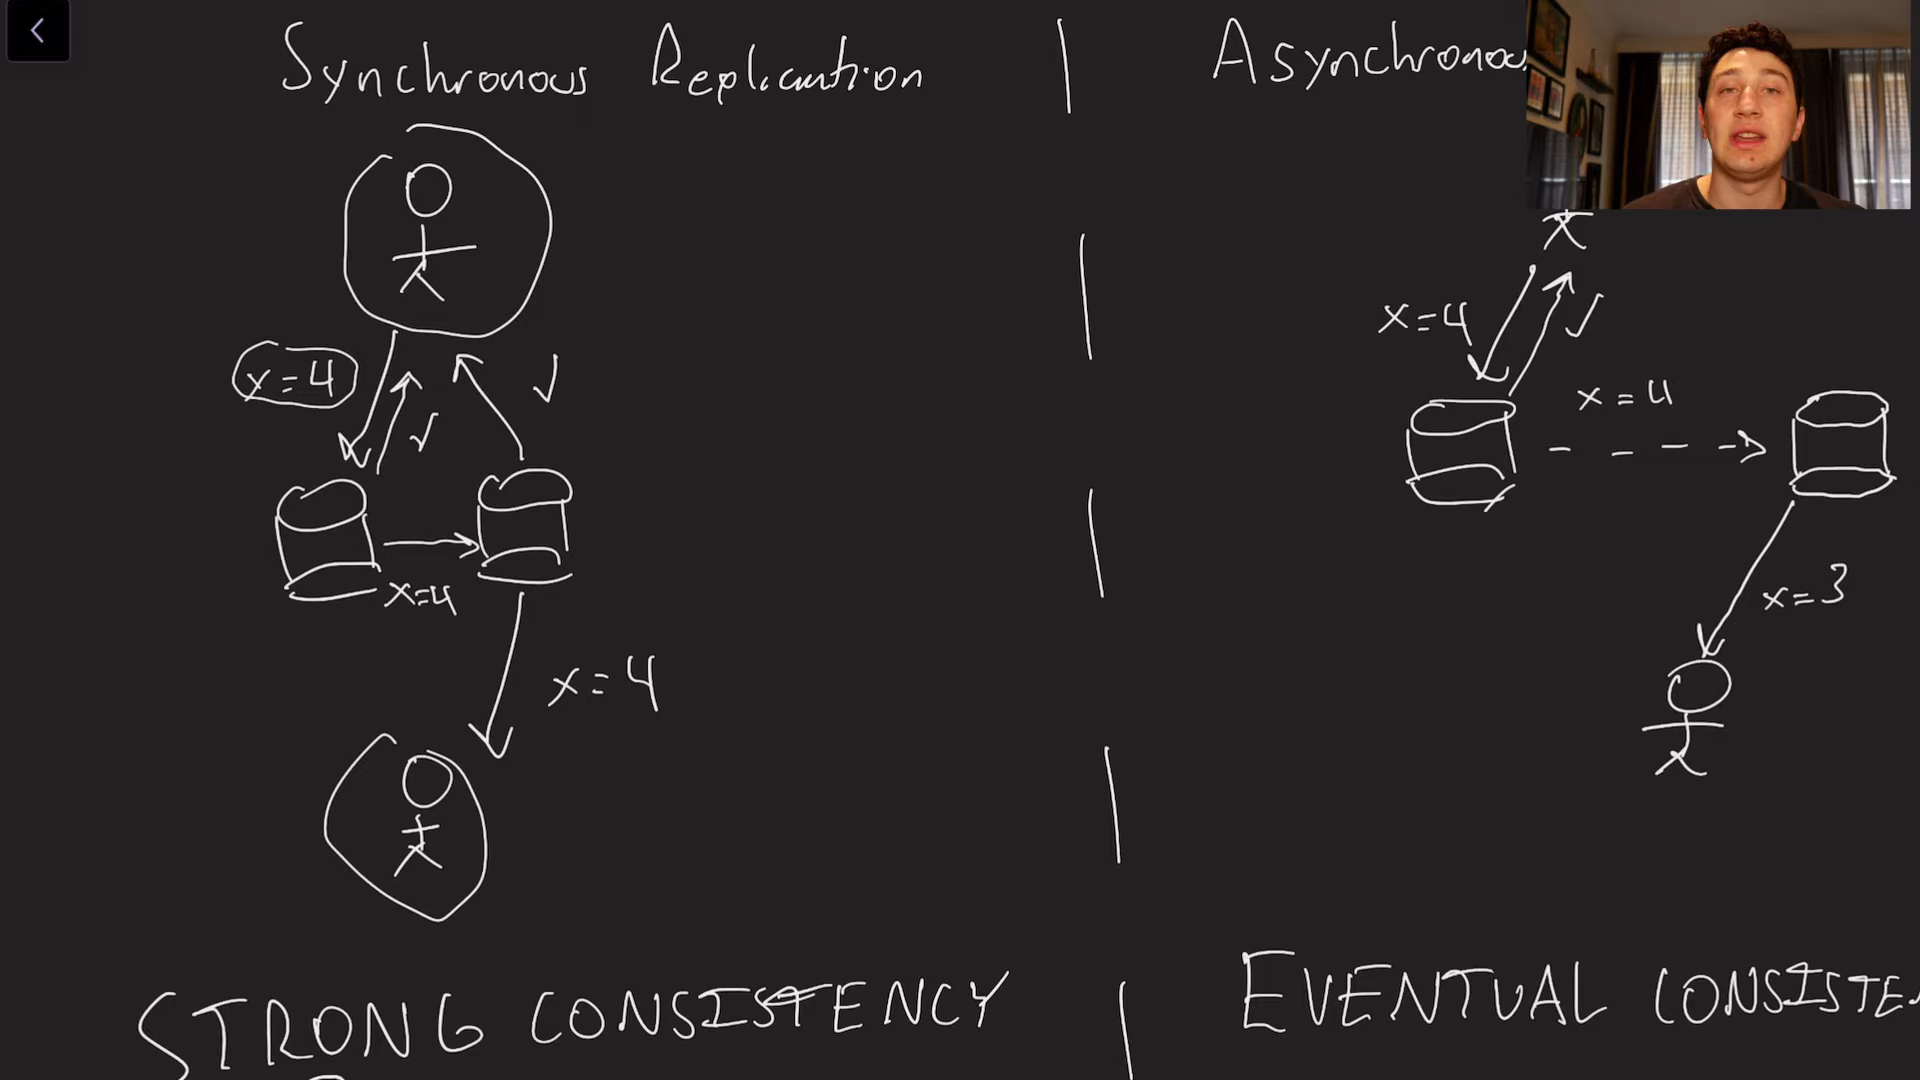 Synchronous Replication
Asynchronous
x=4
✓
✓
x=4
x=4
x=4
✓
x=4
x=3
STRONG CONSISTENCY
EVENTUAL CONSISTE